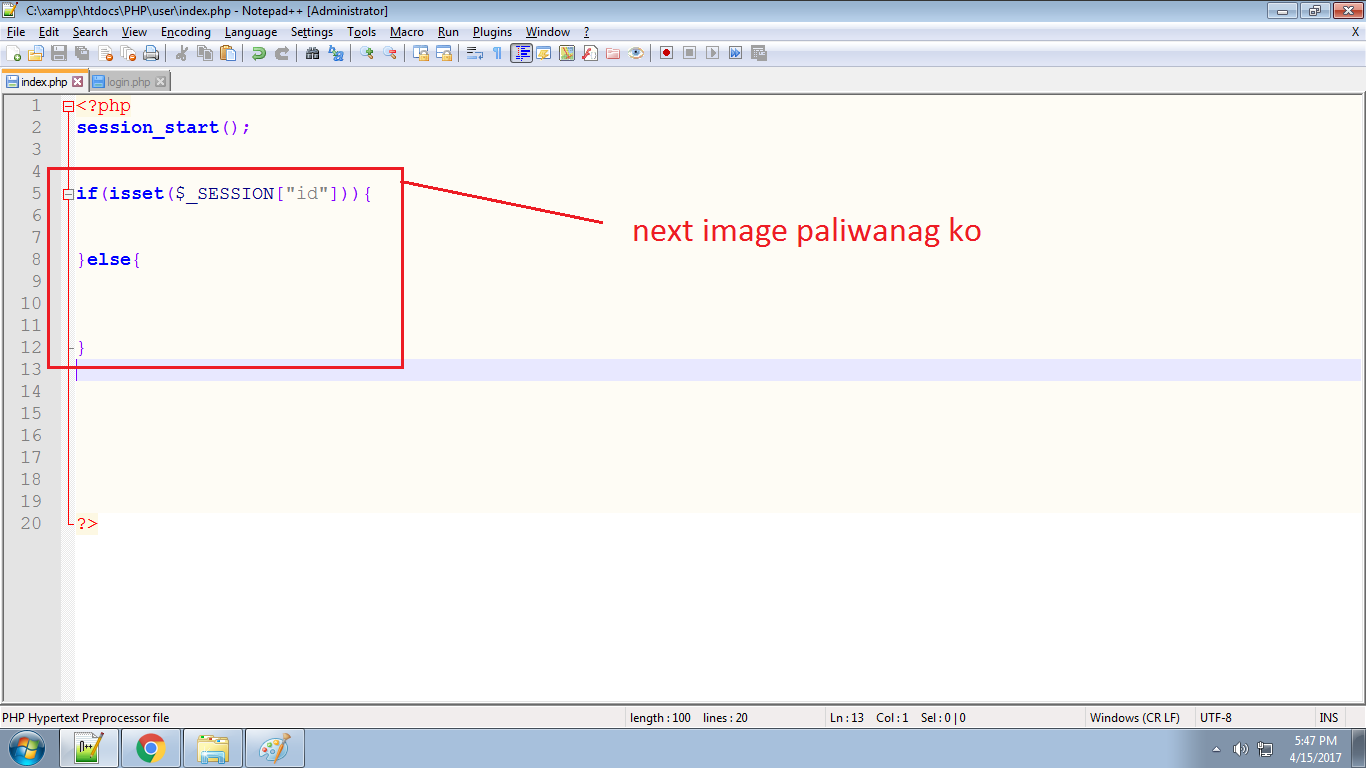 C:\xampp\htdocs\PHP\user\index.php - Notepad++ [Administrator]
File Edit Search View Encoding Language Settings Tools Macro Run Plugins Window ? X
index.php login.php
1 <?php
2 session_start();
3
4
5 if(isset($_SESSION["id"])){
6
7
8 }else{
9
10
11
12 }
13
14
15
16
17
18
19
20 ?>
next image paliwanag ko
PHP Hypertext Preprocessor file length : 100 lines : 20 Ln : 13 Col : 1 Sel : 0 | 0 Windows (CR LF) UTF-8 INS
5:47 PM
4/15/2017